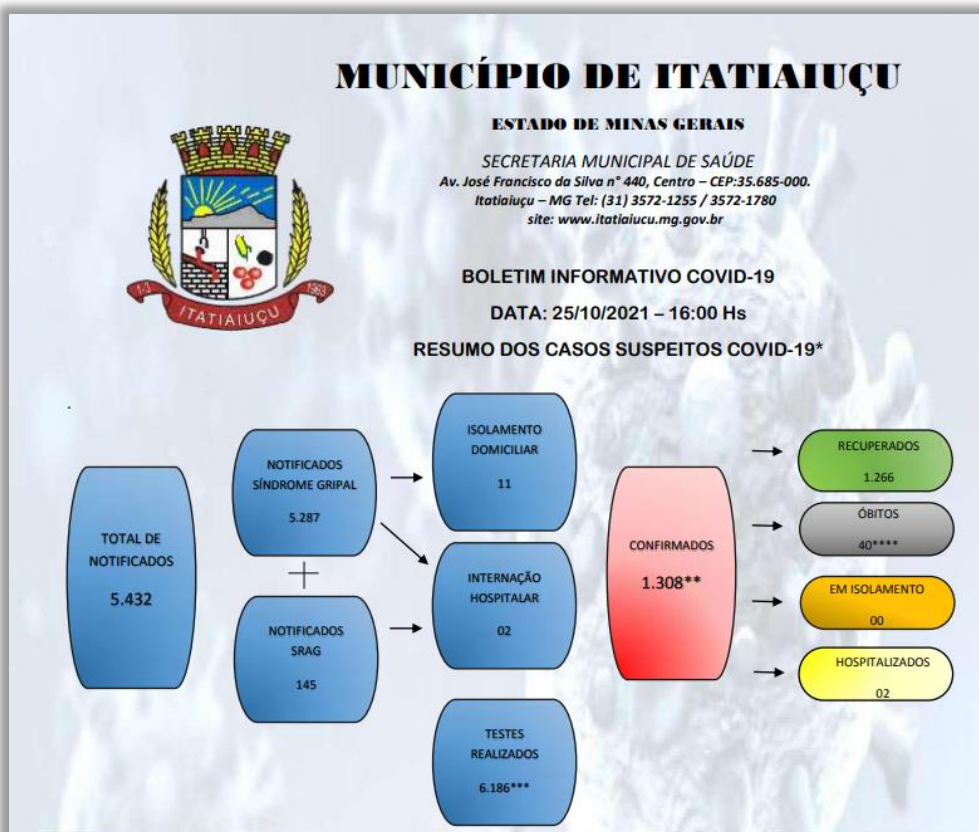 MUNICÍPIO DE ITATIAIUÇU
ESTADO DE MINAS GERAIS
SECRETARIA MUNICIPAL DE SAÚDE
Av. José Francisco da Silva n° 440, Centro – CEP:35.685-000.
Itatiaiuçu – MG Tel: (31) 3572-1255 / 3572-1780
site: www.itatiaiucu.mg.gov.br
1-3 1963
ITATIAIUÇU
BOLETIM INFORMATIVO COVID-19
DATA: 25/10/2021 – 16:00 Hs
RESUMO DOS CASOS SUSPEITOS COVID-19*
TOTAL DE
NOTIFICADOS
5.432
NOTIFICADOS
SÍNDROME GRIPAL
5.287
+
NOTIFICADOS
SRAG
145
ISOLAMENTO
DOMICILIAR
11
INTERNAÇÃO
HOSPITALAR
02
TESTES
REALIZADOS
6.186***
CONFIRMADOS
1.308**
RECUPERADOS
1.266
ÓBITOS
40****
EM ISOLAMENTO
00
HOSPITALIZADOS
02